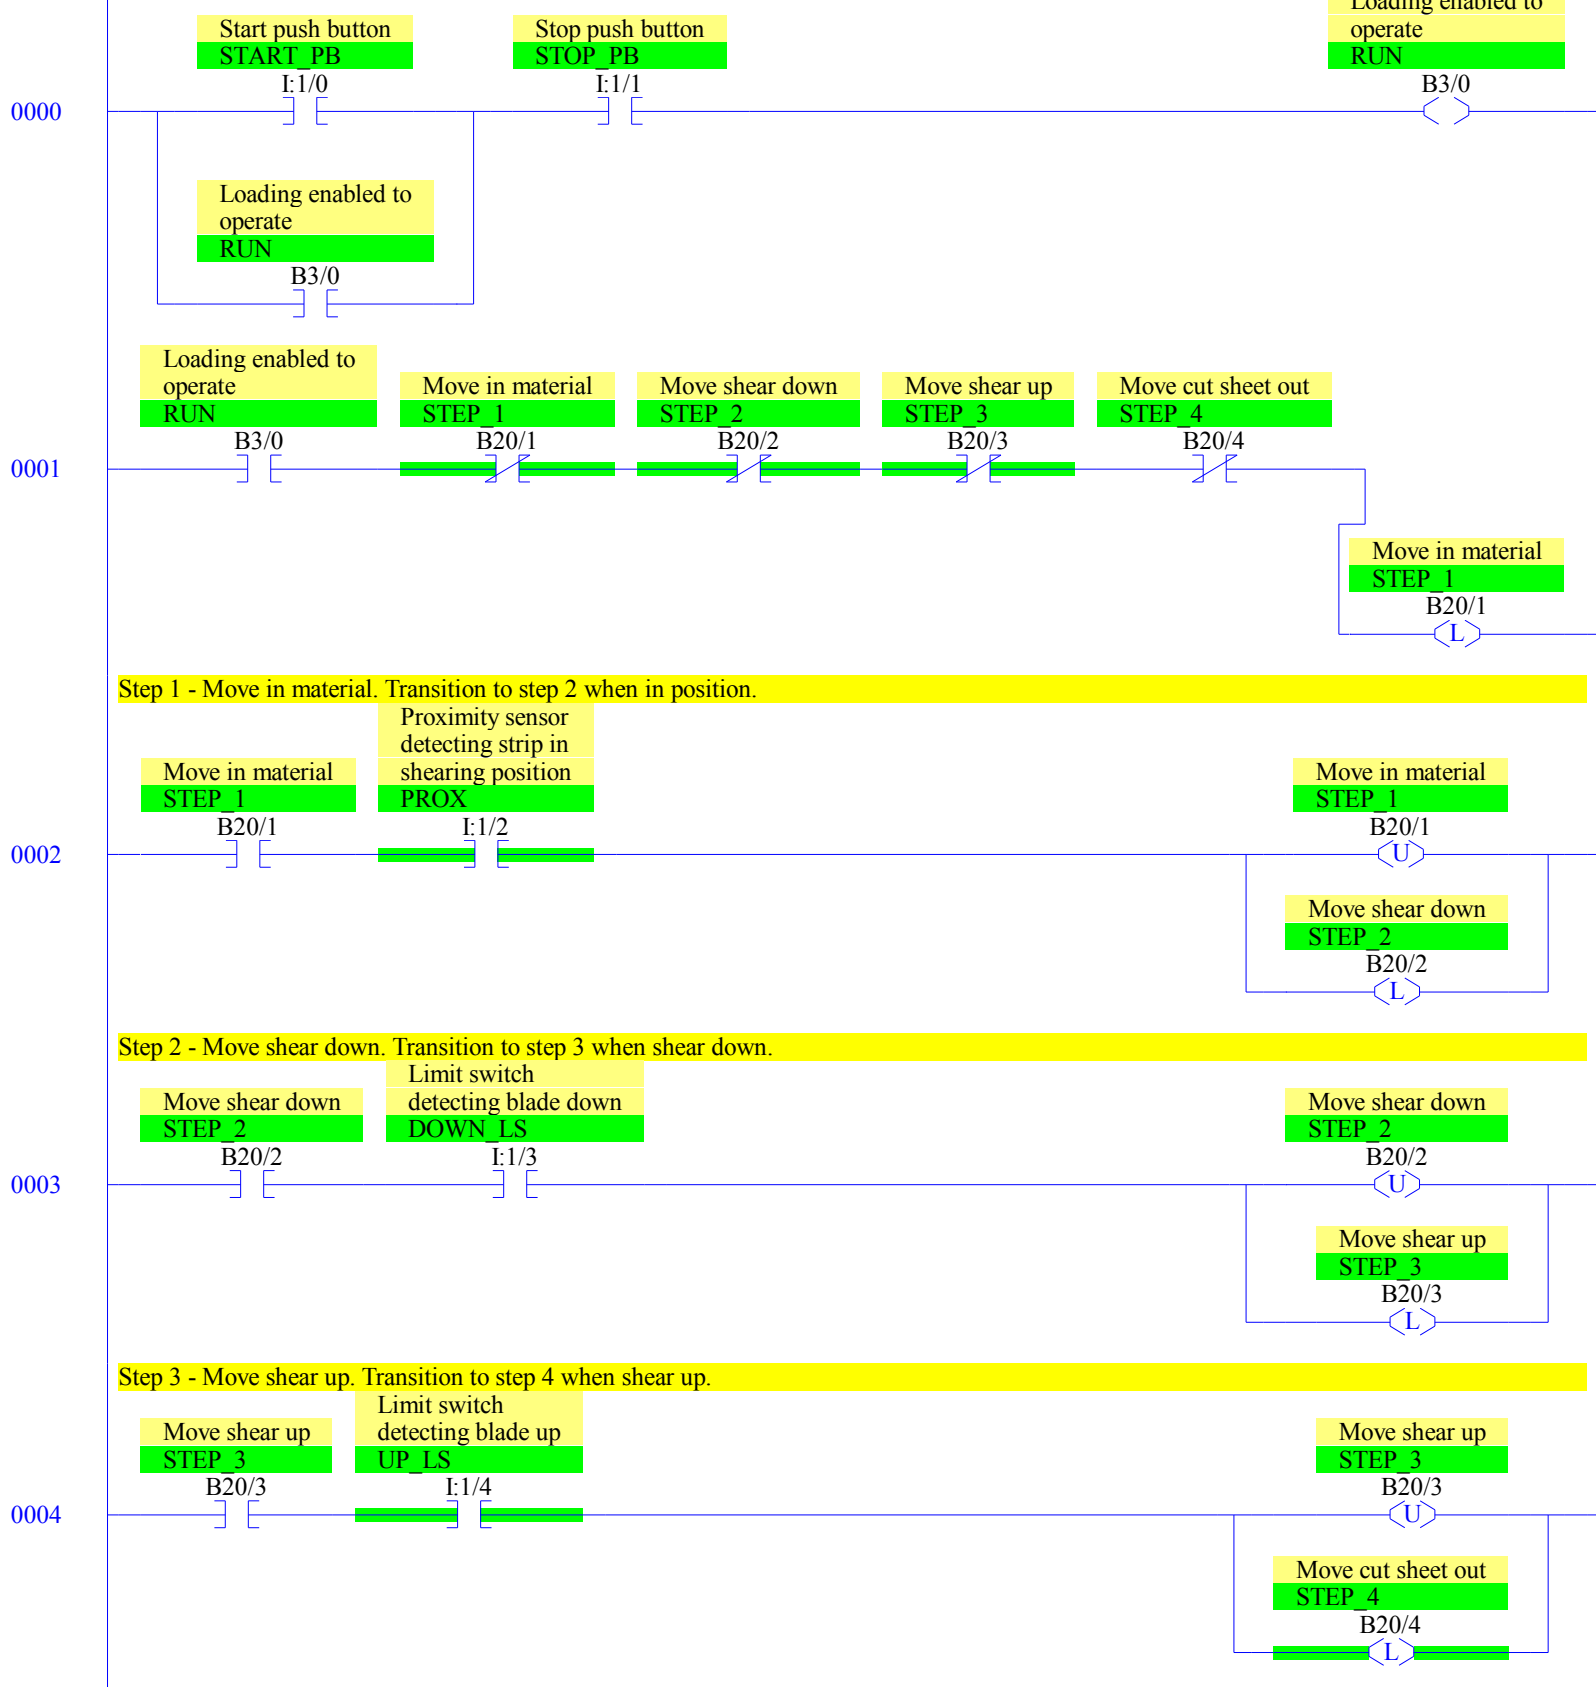 Loading enabled to
Start push button
Stop push button
operate
START_PB
STOP_PB
RUN
I:1/0
I:1/1
B3/0
0000
Loading enabled to
operate
RUN
B3/0
Loading enabled to
operate
Move in material
Move shear down
Move shear up
Move cut sheet out
RUN
STEP_1
STEP_2
STEP_3
STEP_4
B3/0
B20/1
B20/2
B20/3
B20/4
0001
Move in material
STEP_1
B20/1
L
Step 1 - Move in material. Transition to step 2 when in position.
Proximity sensor
detecting strip in
Move in material
shearing position
Move in material
STEP_1
PROX
STEP_1
B20/1
I:1/2
B20/1
0002
U
Move shear down
STEP_2
B20/2
L
Step 2 - Move shear down. Transition to step 3 when shear down.
Limit switch
Move shear down
detecting blade down
Move shear down
STEP_2
DOWN_LS
STEP_2
B20/2
I:1/3
B20/2
0003
U
Move shear up
STEP_3
B20/3
L
Step 3 - Move shear up. Transition to step 4 when shear up.
Limit switch
Move shear up
detecting blade up
Move shear up
STEP_3
UP_LS
STEP_3
B20/3
I:1/4
B20/3
0004
U
Move cut sheet out
STEP_4
B20/4
L